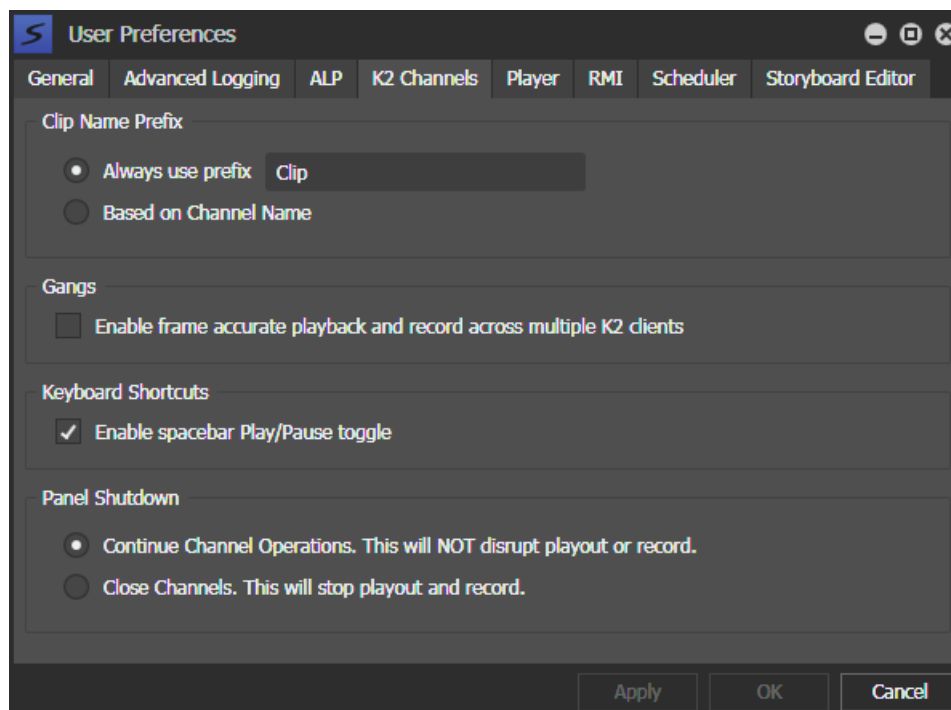 User Preferences
General Advanced Logging ALP K2 Channels Player RMI Scheduler Storyboard Editor
Clip Name Prefix
Always use prefix Clip
Based on Channel Name
Gangs
Enable frame accurate playback and record across multiple K2 clients
Keyboard Shortcuts
Enable spacebar Play/Pause toggle
Panel Shutdown
Continue Channel Operations. This will NOT disrupt playout or record.
Close Channels. This will stop playout and record.
Apply OK Cancel